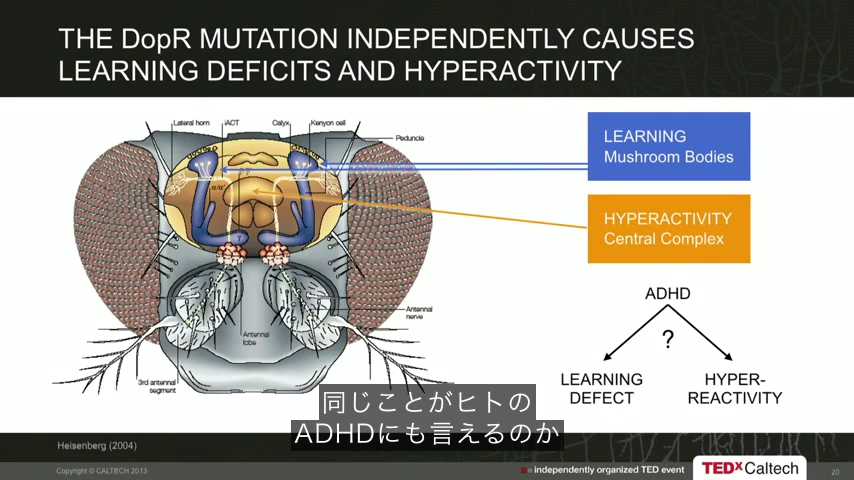 THE DopR MUTATION INDEPENDENTLY CAUSES
LEARNING DEFICITS AND HYPERACTIVITY
Lateral horn
iACT
Calyx
Kenyon cell
Peduncle
α/α'
γ
Antennal
nerve
Antennal
lobe
3rd antennal
segment
LEARNING
Mushroom Bodies
HYPERACTIVITY
Central Complex
ADHD
?
LEARNING
DEFECT
HYPER-
REACTIVITY
同じことがヒトの
ADHDにも言えるのか
Heisenberg (2004)
Copyright © CALTECH 2013
independently organized TED event
TEDxCaltech
20